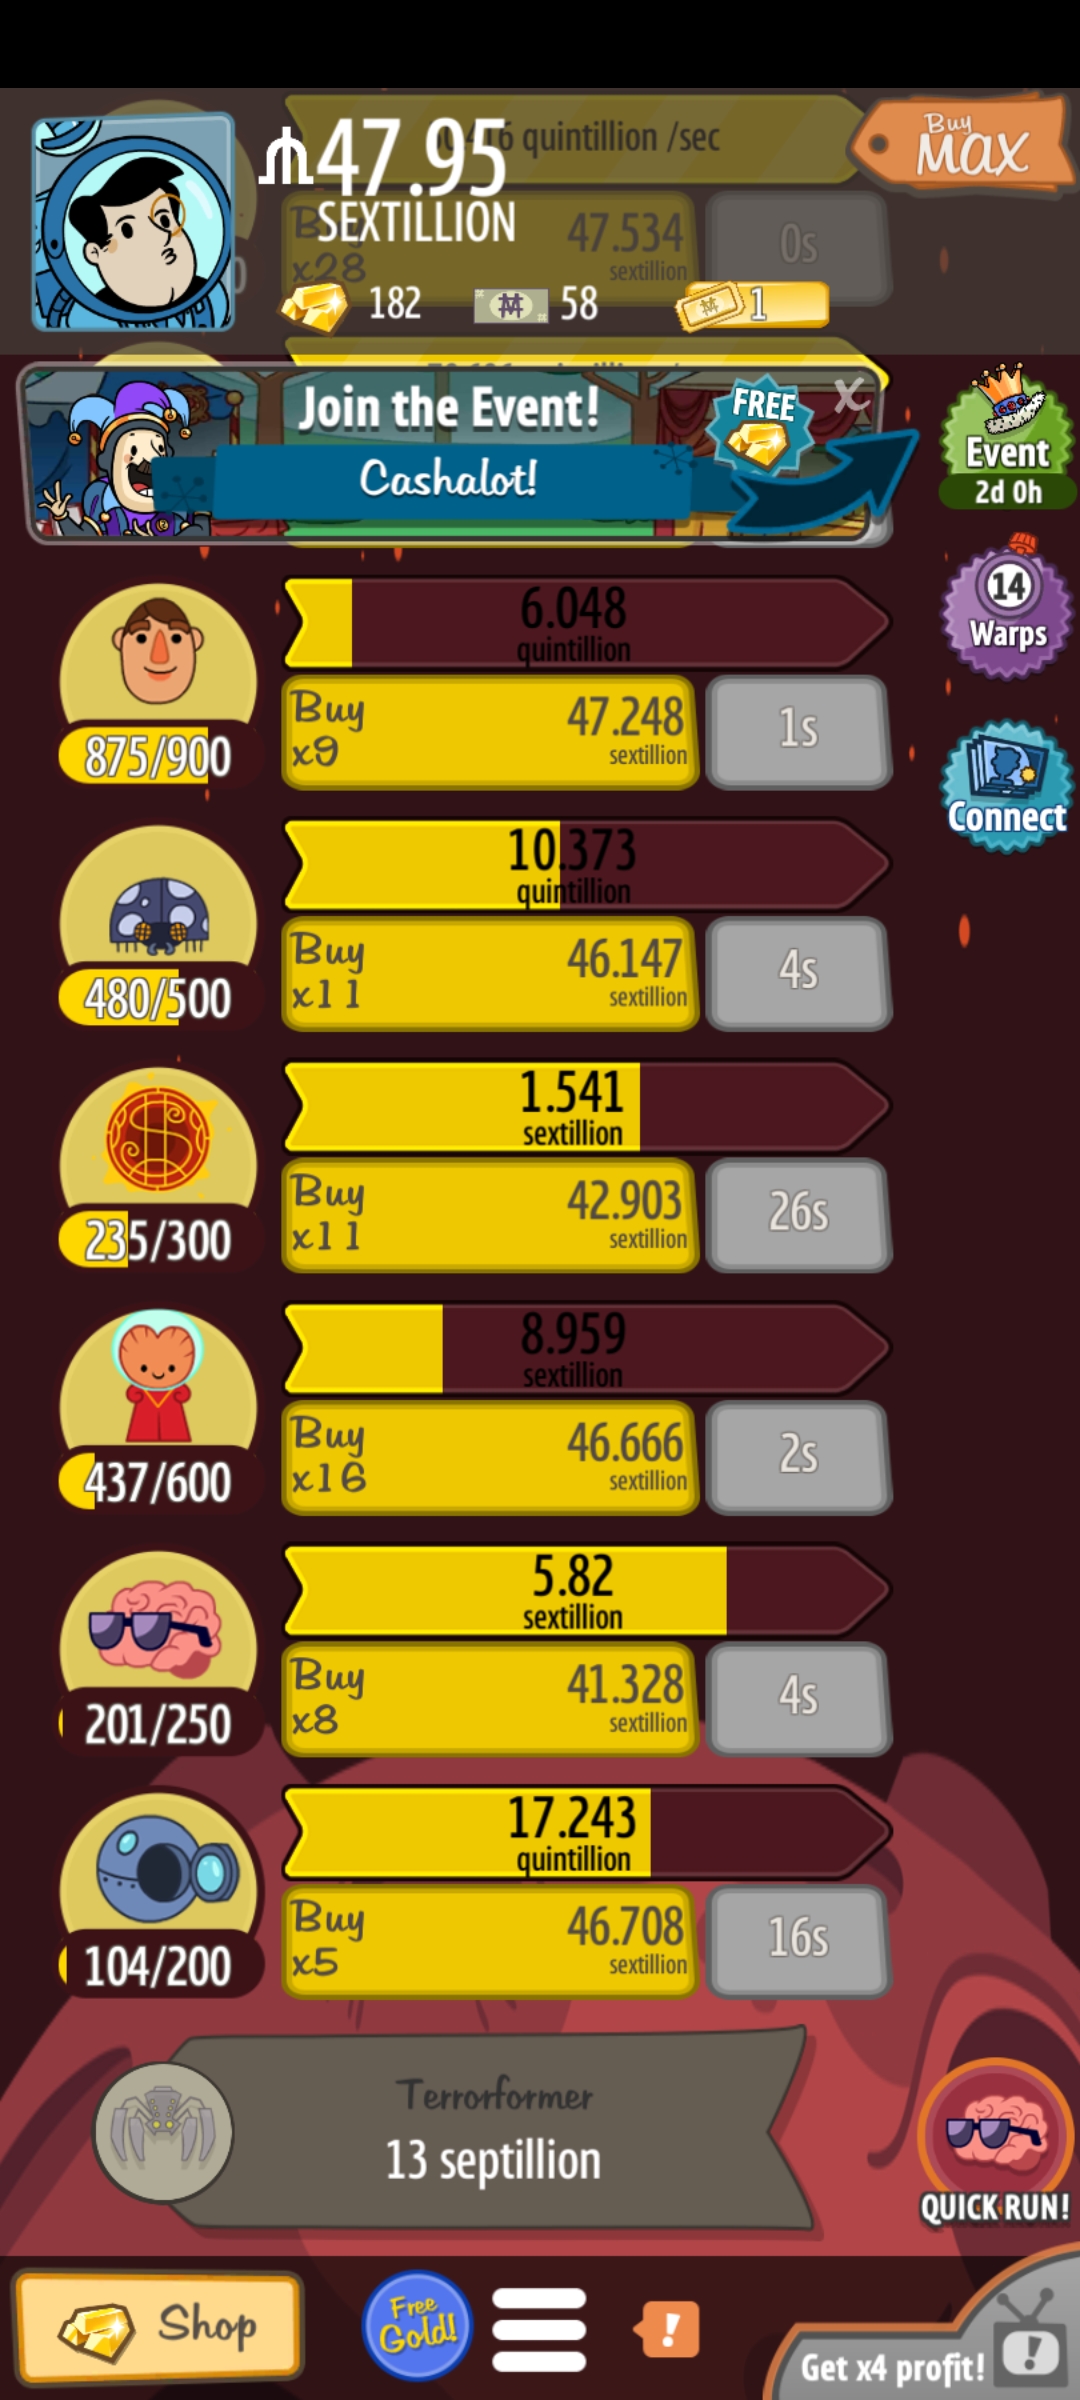 47.95
SEXTILLION
quintillion /sec
Buy
MAX
47.534
sextillion
x28
0s
182
58
1
Join the Event!
Cashalot!
FREE
X
Event
2d 0h
14
Warps
Connect
6.048
quintillion
875/900
Buy
x9
47.248
sextillion
1s
10.373
quintillion
480/500
Buy
x11
46.147
sextillion
4s
1.541
sextillion
235/300
Buy
x11
42.903
sextillion
26s
8.959
sextillion
437/600
Buy
x16
46.666
sextillion
2s
5.82
sextillion
201/250
Buy
x8
41.328
sextillion
4s
17.243
quintillion
104/200
Buy
x5
46.708
sextillion
16s
Terrorformer
13 septillion
QUICK RUN!
Shop
Free
Gold!
!
Get x4 profit!
!